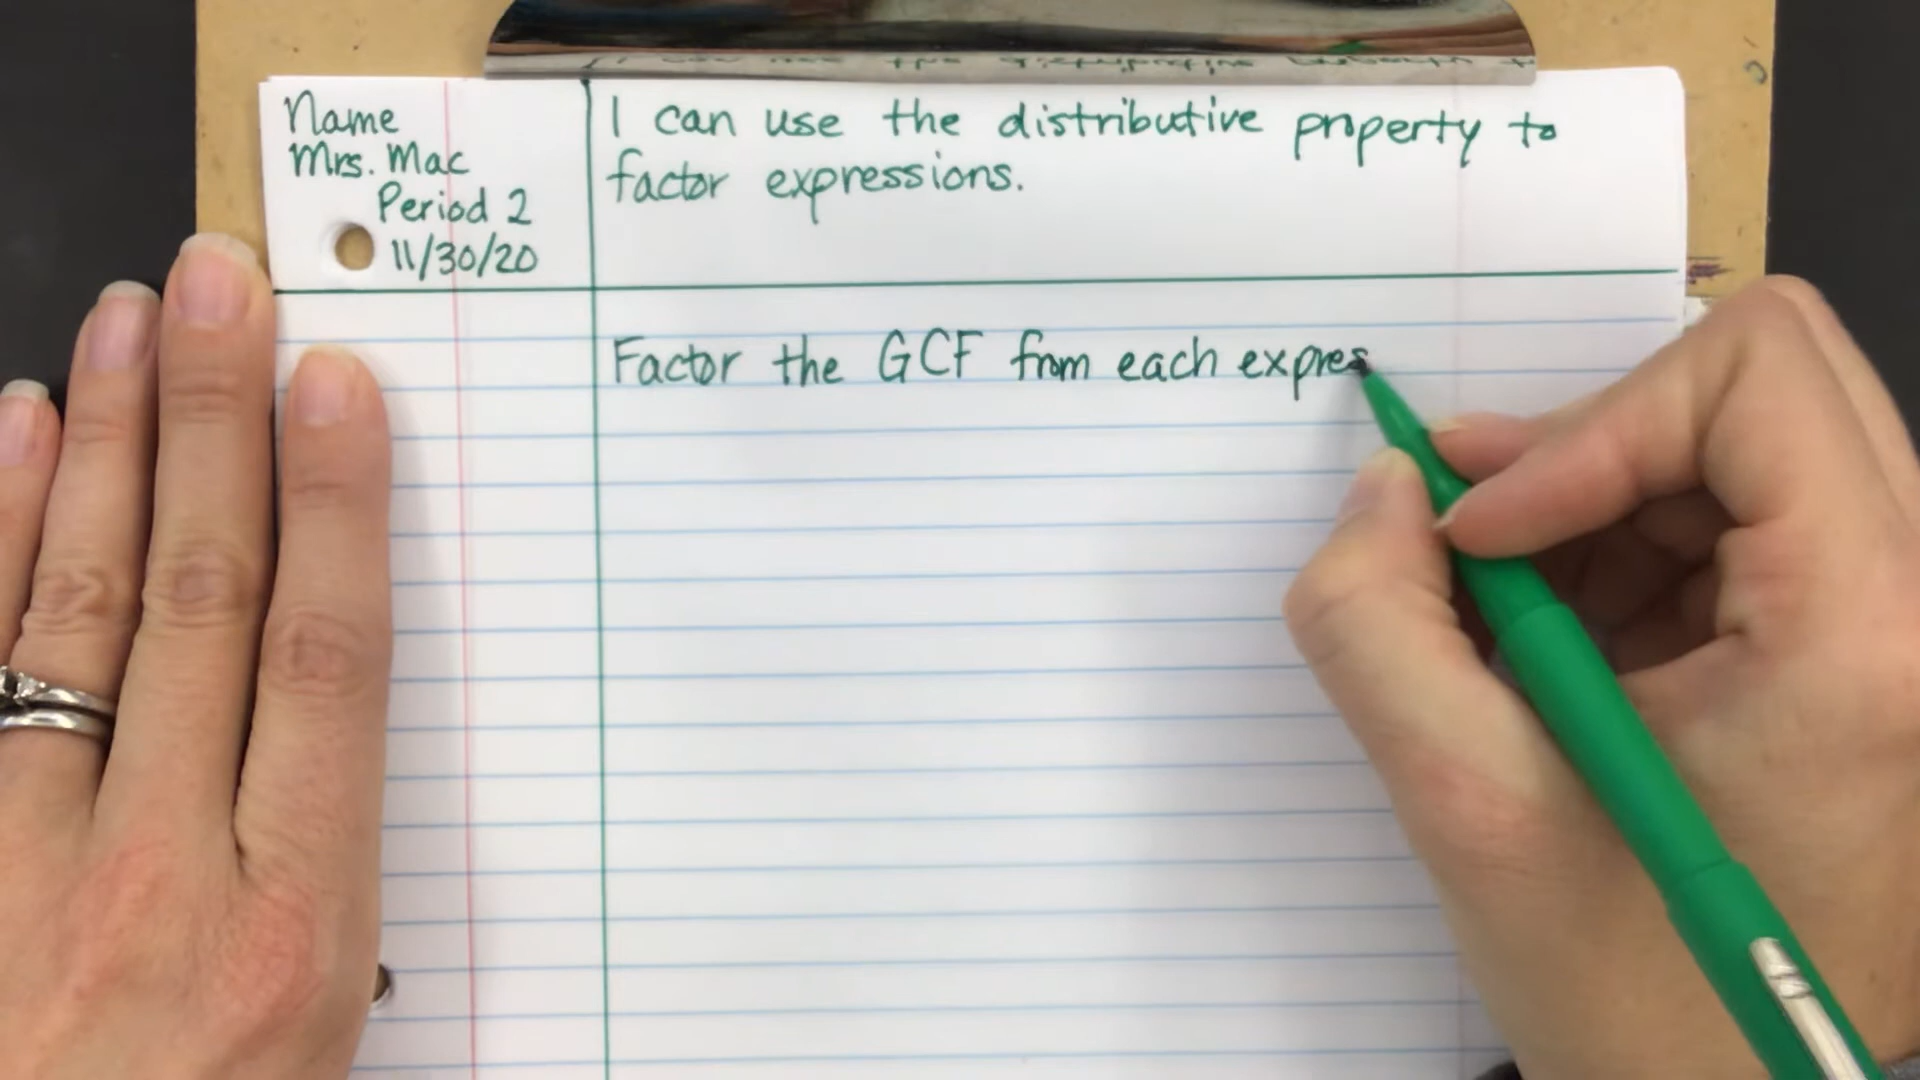 Name
Mrs. Mac
Period 2
11/30/20
I can use the distributive property to
factor expressions.
Factor the GCF from each expres